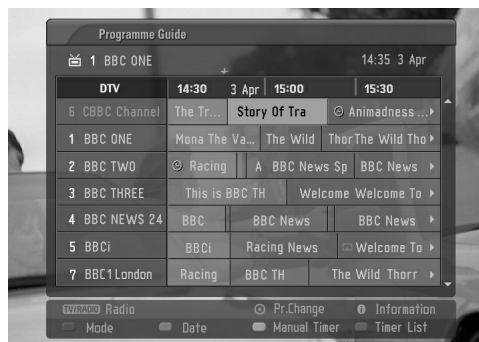 Programme Guide
1 BBC ONE 14:35 3 Apr
DTV 14:30 3 Apr 15:00 15:30
6 CBBC Channel The Tr... Story Of Tra Animadness ...
1 BBC ONE Mona The Va... The Wild Thor The Wild Tho
2 BBC TWO Racing A BBC News Sp BBC News
3 BBC THREE This is BBC TH Welcome Welcome To
4 BBC NEWS 24 BBC BBC News BBC News
5 BBCi BBCi Racing News Welcome To
7 BBC1 London Racing BBC TH The Wild Thorr
TV/RADIO Radio Pr.Change Information
Mode Date Manual Timer Timer List